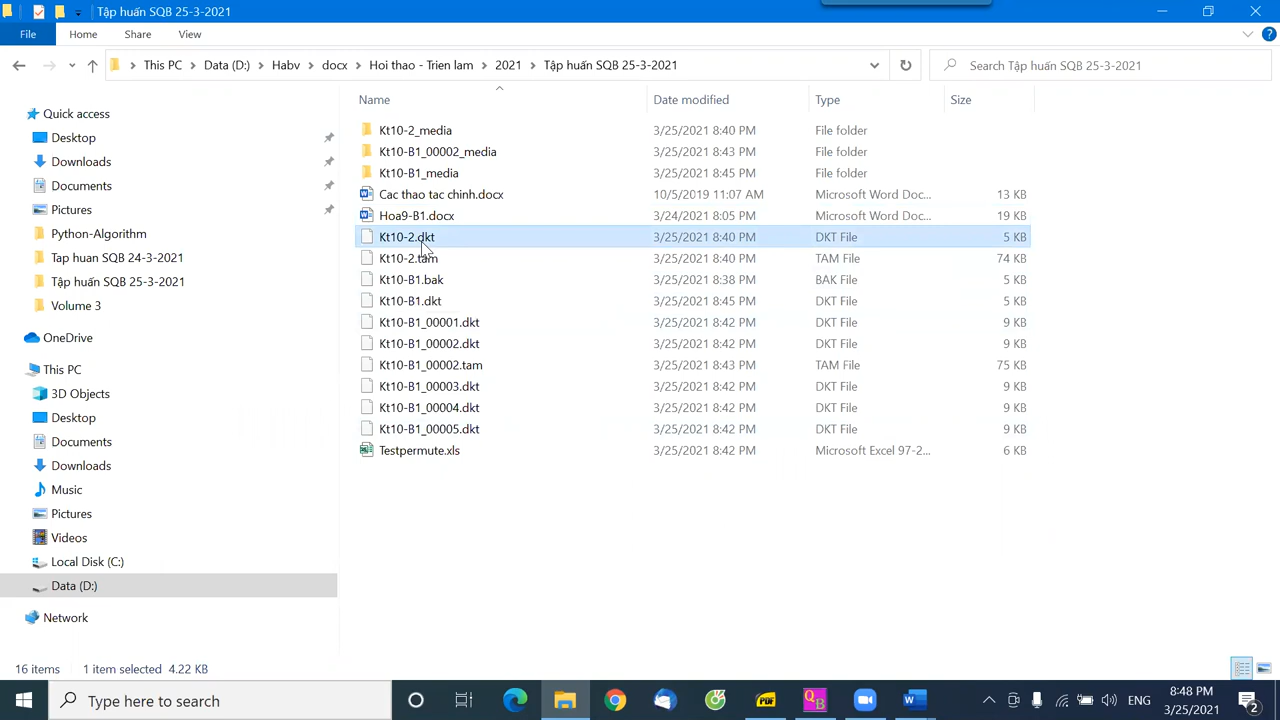 Tập huấn SQB 25-3-2021
File Home Share View
This PC Data (D:) Habv docx Hoi thao - Trien lam 2021 Tập huấn SQB 25-3-2021
Search Tập huấn SQB 25-3-2021
Quick access
Desktop
Downloads
Documents
Pictures
Python-Algorithm
Tap huan SQB 24-3-2021
Tập huấn SQB 25-3-2021
Volume 3
OneDrive
This PC
3D Objects
Desktop
Documents
Downloads
Music
Pictures
Videos
Local Disk (C:)
Data (D:)
Network
Name Date modified Type Size
Kt10-2_media 3/25/2021 8:40 PM File folder
Kt10-B1_00002_media 3/25/2021 8:43 PM File folder
Kt10-B1_media 3/25/2021 8:45 PM File folder
Cac thao tac chinh.docx 10/5/2019 11:07 AM Microsoft Word Doc... 13 KB
Hoa9-B1.docx 3/24/2021 8:05 PM Microsoft Word Doc... 19 KB
Kt10-2.dkt 3/25/2021 8:40 PM DKT File 5 KB
Kt10-2.tam 3/25/2021 8:40 PM TAM File 74 KB
Kt10-B1.bak 3/25/2021 8:38 PM BAK File 5 KB
Kt10-B1.dkt 3/25/2021 8:45 PM DKT File 5 KB
Kt10-B1_00001.dkt 3/25/2021 8:42 PM DKT File 9 KB
Kt10-B1_00002.dkt 3/25/2021 8:42 PM DKT File 9 KB
Kt10-B1_00002.tam 3/25/2021 8:43 PM TAM File 75 KB
Kt10-B1_00003.dkt 3/25/2021 8:42 PM DKT File 9 KB
Kt10-B1_00004.dkt 3/25/2021 8:42 PM DKT File 9 KB
Kt10-B1_00005.dkt 3/25/2021 8:42 PM DKT File 9 KB
Testpermute.xls 3/25/2021 8:42 PM Microsoft Excel 97-2... 6 KB
16 items 1 item selected 4.22 KB
Type here to search
PDF
QB
W
ENG
8:48 PM
3/25/2021
2